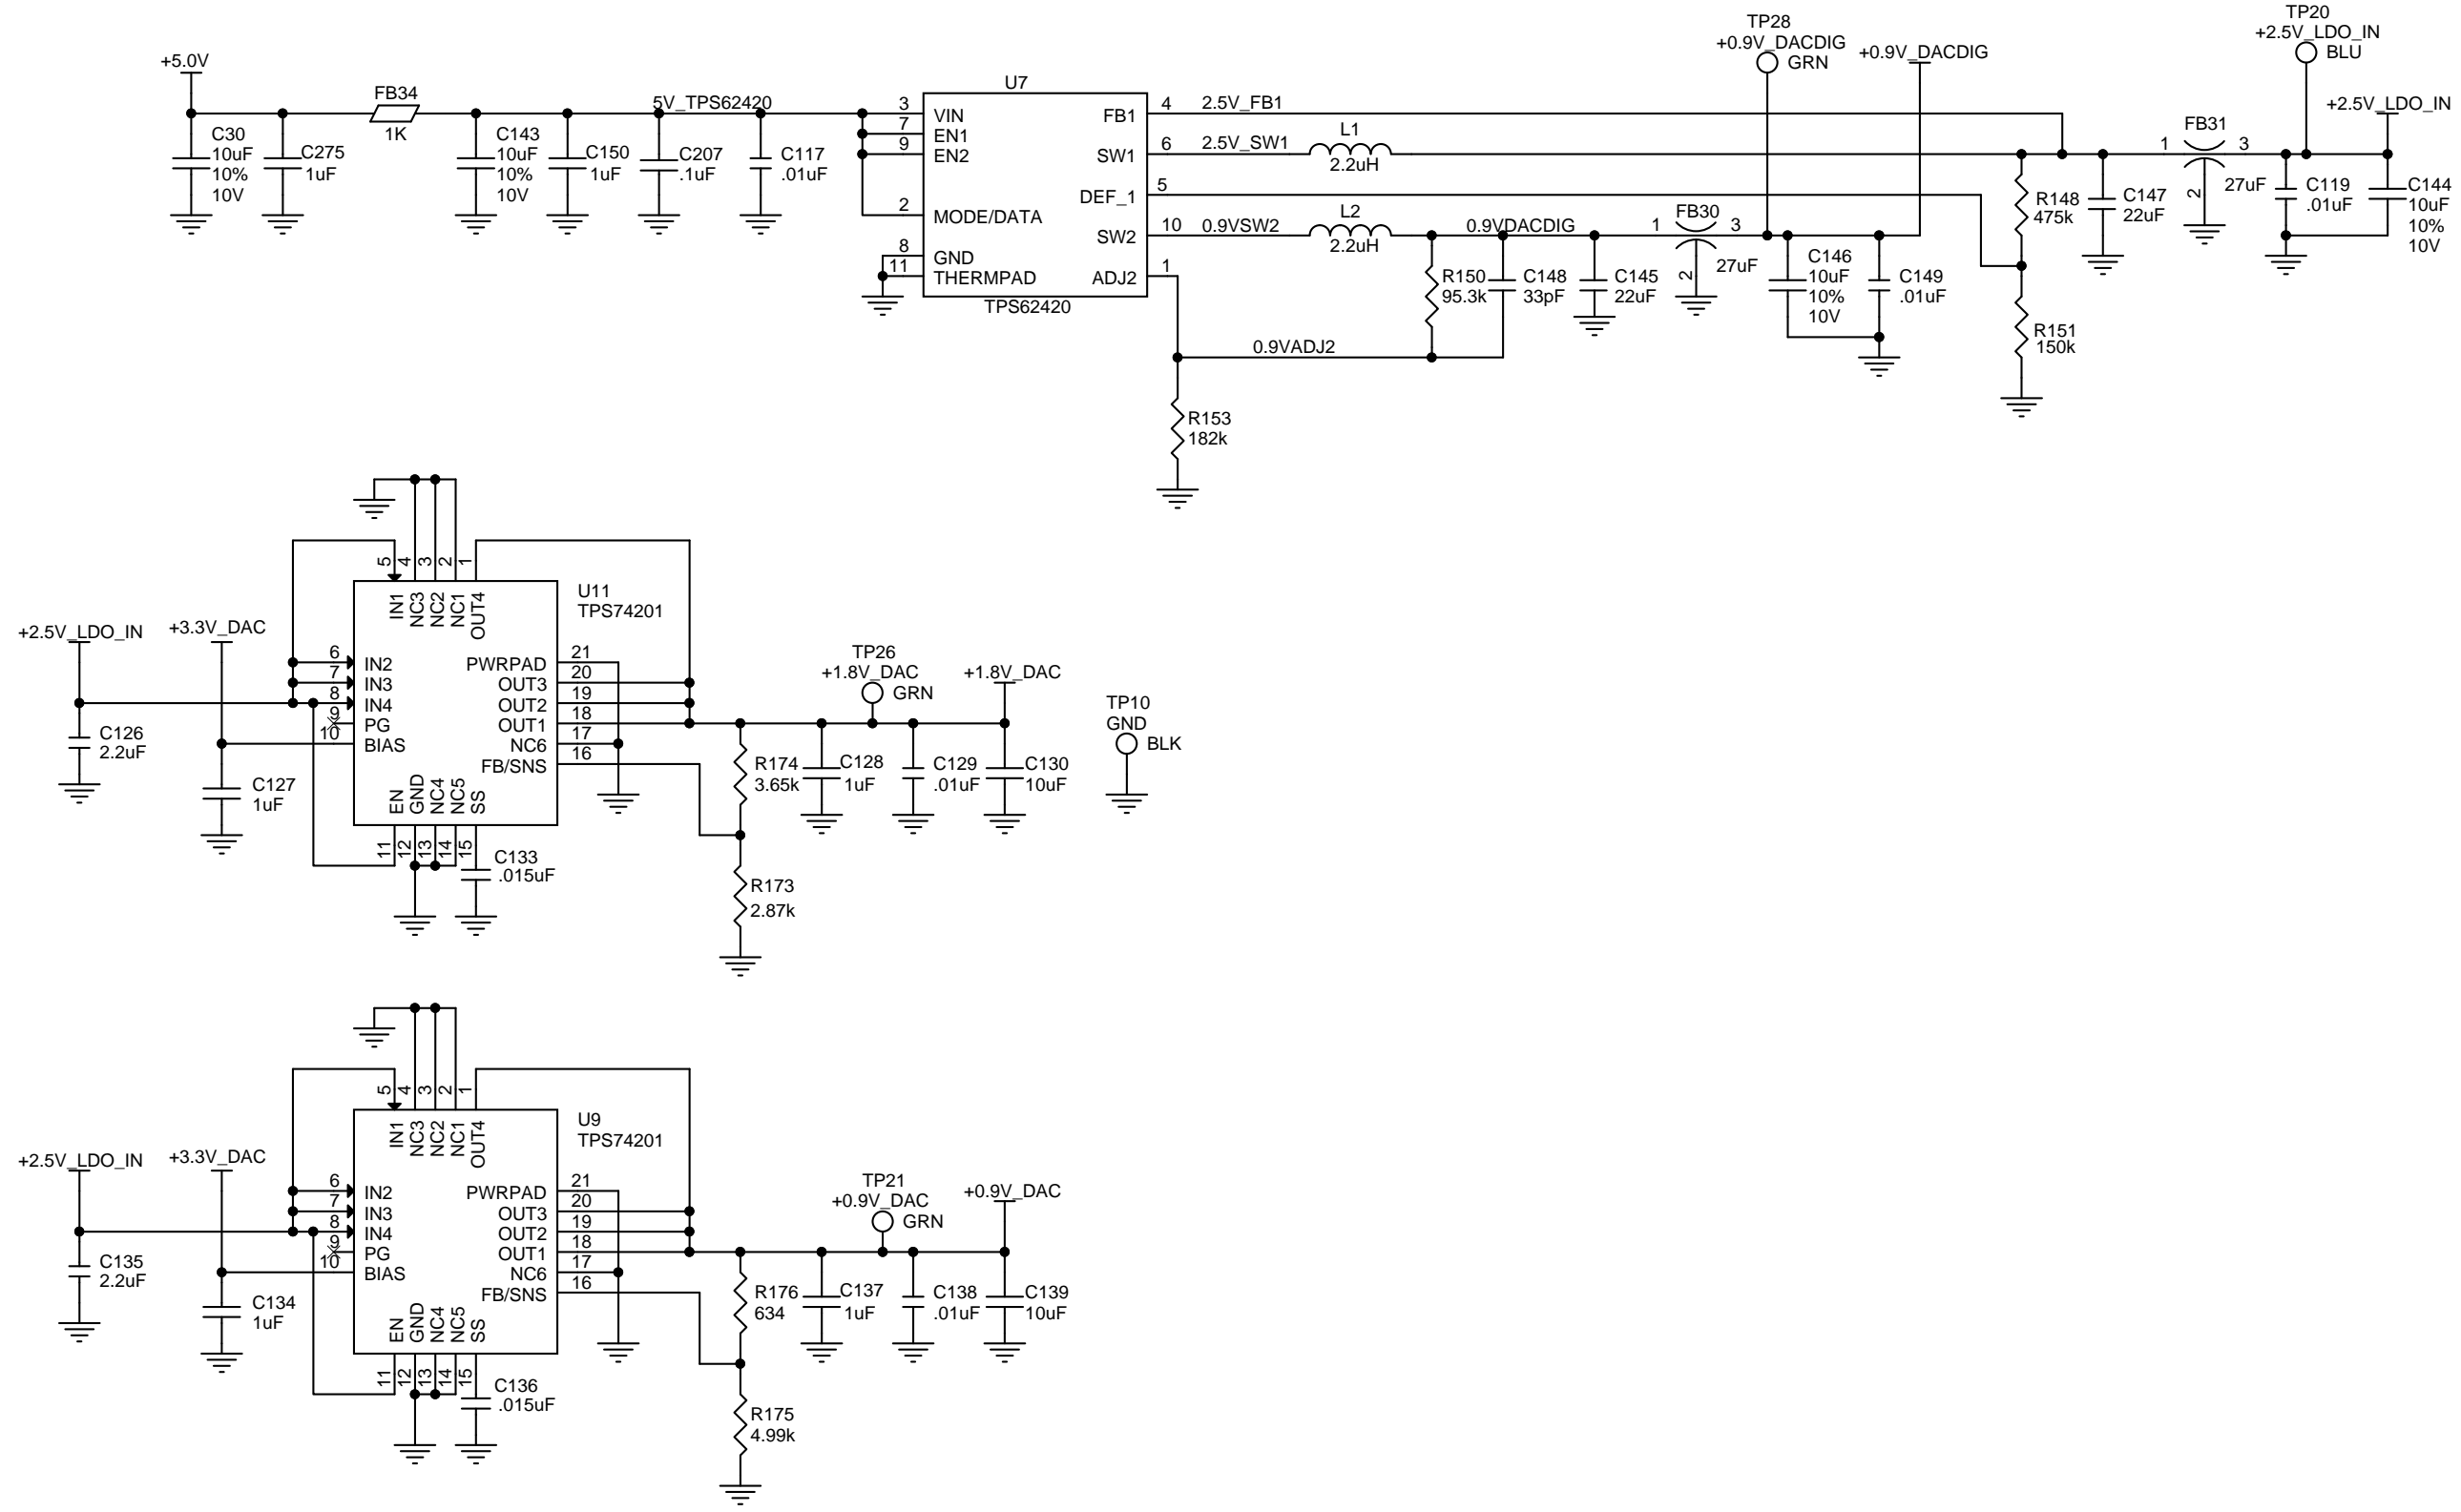 TP28
+0.9V_DACDIG
GRN
+0.9V_DACDIG
TP20
+2.5V_LDO_IN
BLU
+5.0V
FB34
1K
5V_TPS62420
C30
10uF
10%
10V
C275
1uF
C143
10uF
10%
10V
C150
1uF
C207
.1uF
C117
.01uF
U7
3
VIN
7
EN1
9
EN2
2
MODE/DATA
8
GND
11
THERMPAD
FB1
4
2.5V_FB1
SW1
6
2.5V_SW1
DEF_1
5
SW2
10
0.9VSW2
ADJ2
1
TPS62420
L1
2.2uH
L2
2.2uH
0.9VDACDIG
R150
95.3k
C148
33pF
C145
22uF
FB30
1
3
2
27uF
C146
10uF
10%
10V
C149
.01uF
0.9VADJ2
R153
182k
R148
475k
R151
150k
C147
22uF
FB31
1
3
2
27uF
+2.5V_LDO_IN
C119
.01uF
C144
10uF
10%
10V
5
4
3
2
1
IN1
NC3
NC2
NC1
OUT4
U11
TPS74201
+2.5V_LDO_IN
+3.3V_DAC
6
IN2
7
IN3
8
IN4
9
PG
10
BIAS
PWRPAD
21
OUT3
20
OUT2
19
OUT1
18
NC6
17
FB/SNS
16
EN
GND
NC4
NC5
SS
11
12
13
14
15
C126
2.2uF
C127
1uF
C133
.015uF
R174
3.65k
R173
2.87k
C128
1uF
TP26
+1.8V_DAC
GRN
+1.8V_DAC
C129
.01uF
C130
10uF
TP10
GND
BLK
5
4
3
2
1
IN1
NC3
NC2
NC1
OUT4
U9
TPS74201
+2.5V_LDO_IN
+3.3V_DAC
6
IN2
7
IN3
8
IN4
9
PG
10
BIAS
PWRPAD
21
OUT3
20
OUT2
19
OUT1
18
NC6
17
FB/SNS
16
EN
GND
NC4
NC5
SS
11
12
13
14
15
C135
2.2uF
C134
1uF
C136
.015uF
R176
634
R175
4.99k
C137
1uF
TP21
+0.9V_DAC
GRN
+0.9V_DAC
C138
.01uF
C139
10uF